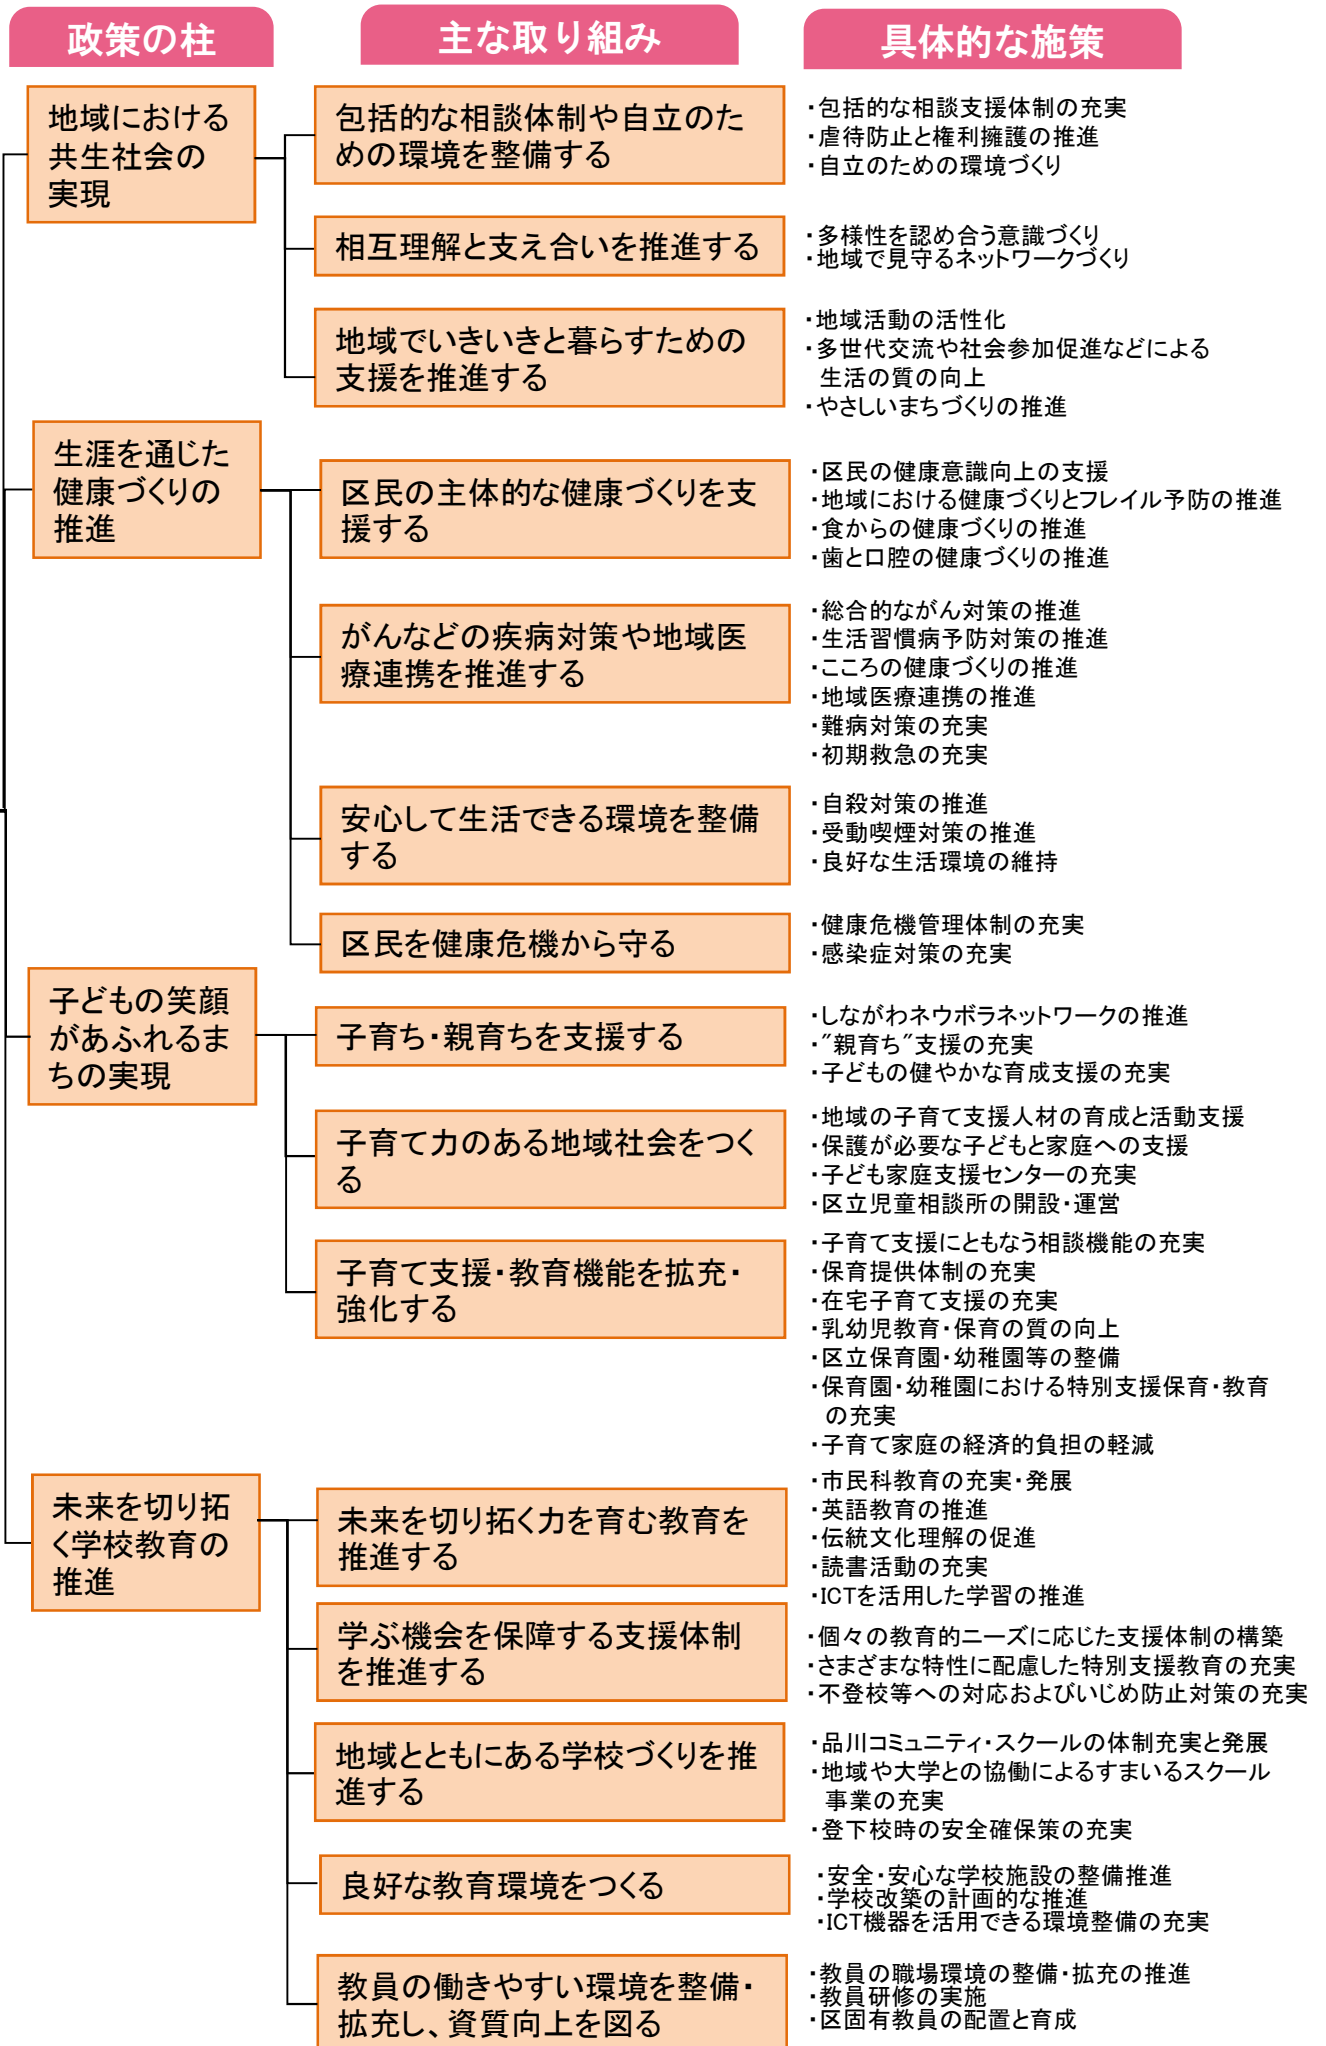 政策の柱
主な取り組み
具体的な施策
地域における
共生社会の
実現
包括的な相談体制や自立のた
めの環境を整備する
・包括的な相談支援体制の充実
・虐待防止と権利擁護の推進
・自立のための環境づくり
相互理解と支え合いを推進する
・多様性を認め合う意識づくり
・地域で見守るネットワークづくり
地域でいきいきと暮らすための
支援を推進する
・地域活動の活性化
・多世代交流や社会参加促進などによる
生活の質の向上
・やさしいまちづくりの推進
生涯を通じた
健康づくりの
推進
区民の主体的な健康づくりを支
援する
・区民の健康意識向上の支援
・地域における健康づくりとフレイル予防の推進
・食からの健康づくりの推進
・歯と口腔の健康づくりの推進
がんなどの疾病対策や地域医
療連携を推進する
・総合的ながん対策の推進
・生活習慣病予防対策の推進
・こころの健康づくりの推進
・地域医療連携の推進
・難病対策の充実
・初期救急の充実
安心して生活できる環境を整備
する
・自殺対策の推進
・受動喫煙対策の推進
・良好な生活環境の維持
区民を健康危機から守る
・健康危機管理体制の充実
・感染症対策の充実
子どもの笑顔
があふれるま
ちの実現
子育ち・親育ちを支援する
・しながわネウボラネットワークの推進
・″親育ち″支援の充実
・子どもの健やかな育成支援の充実
子育て力のある地域社会をつく
る
・地域の子育て支援人材の育成と活動支援
・保護が必要な子どもと家庭への支援
・子ども家庭支援センターの充実
・区立児童相談所の開設・運営
子育て支援・教育機能を拡充・
強化する
・子育て支援にともなう相談機能の充実
・保育提供体制の充実
・在宅子育て支援の充実
・乳幼児教育・保育の質の向上
・区立保育園・幼稚園等の整備
・保育園・幼稚園における特別支援保育・教育
の充実
・子育て家庭の経済的負担の軽減
未来を切り拓
く学校教育の
推進
未来を切り拓く力を育む教育を
推進する
・市民科教育の充実・発展
・英語教育の推進
・伝統文化理解の促進
・読書活動の充実
・ICTを活用した学習の推進
学ぶ機会を保障する支援体制
を推進する
・個々の教育的ニーズに応じた支援体制の構築
・さまざまな特性に配慮した特別支援教育の充実
・不登校等への対応およびいじめ防止対策の充実
地域とともにある学校づくりを推
進する
・品川コミュニティ・スクールの体制充実と発展
・地域や大学との協働によるすまいるスクール
事業の充実
・登下校時の安全確保策の充実
良好な教育環境をつくる
・安全・安心な学校施設の整備推進
・学校改築の計画的な推進
・ICT機器を活用できる環境整備の充実
教員の働きやすい環境を整備・
拡充し、資質向上を図る
・教員の職場環境の整備・拡充の推進
・教員研修の実施
・区固有教員の配置と育成